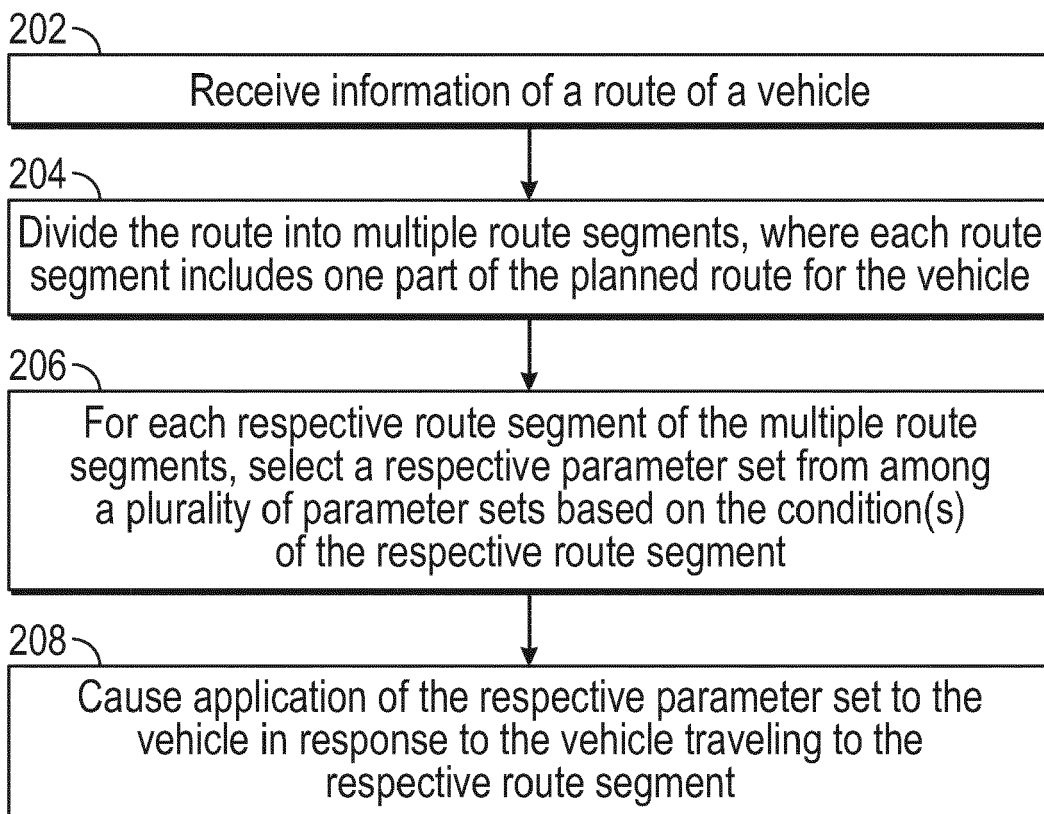 202
Receive information of a route of a vehicle
204
Divide the route into multiple route segments, where each route
segment includes one part of the planned route for the vehicle
206
For each respective route segment of the multiple route
segments, select a respective parameter set from among
a plurality of parameter sets based on the condition(s)
of the respective route segment
208
Cause application of the respective parameter set to the
vehicle in response to the vehicle traveling to the
respective route segment